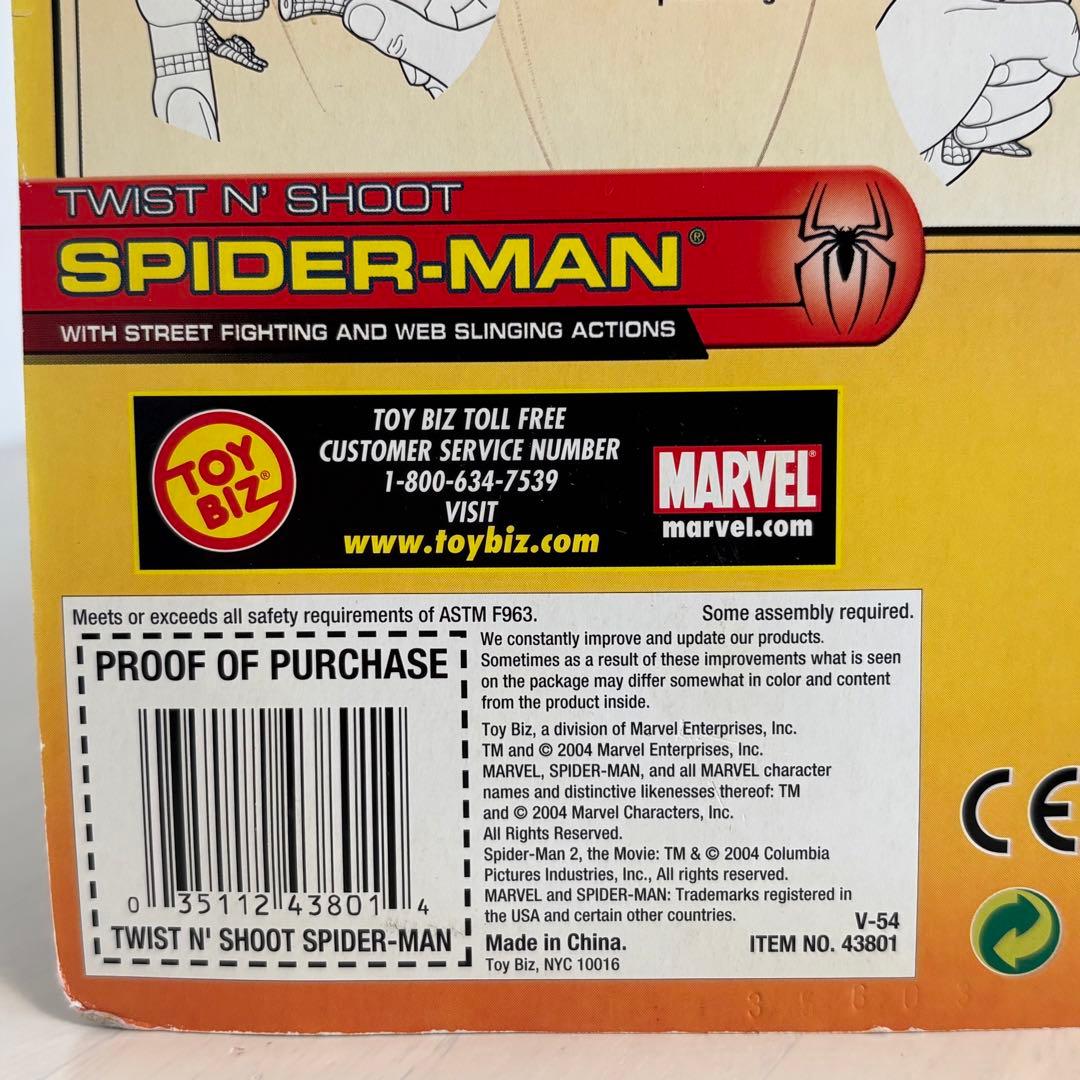 TWIST N' SHOOT
SPIDER-MAN®
WITH STREET FIGHTING AND WEB SLINGING ACTIONS
TOY BIZ®
TOY BIZ TOLL FREE
CUSTOMER SERVICE NUMBER
1-800-634-7539
VISIT
www.toybiz.com
MARVEL®
marvel.com
Meets or exceeds all safety requirements of ASTM F963.
Some assembly required.
PROOF OF PURCHASE
0 35112 43801 4
TWIST N' SHOOT SPIDER-MAN
We constantly improve and update our products.
Sometimes as a result of these improvements what is seen
on the package may differ somewhat in color and content
from the product inside.
Toy Biz, a division of Marvel Enterprises, Inc.
TM and © 2004 Marvel Enterprises, Inc.
MARVEL, SPIDER-MAN, and all MARVEL character
names and distinctive likenesses thereof: TM
and © 2004 Marvel Characters, Inc.
All Rights Reserved.
Spider-Man 2, the Movie: TM & © 2004 Columbia
Pictures Industries, Inc., All rights reserved.
MARVEL and SPIDER-MAN: Trademarks registered in
the USA and certain other countries.
V-54
Made in China.
ITEM NO. 43801
Toy Biz, NYC 10016
CE